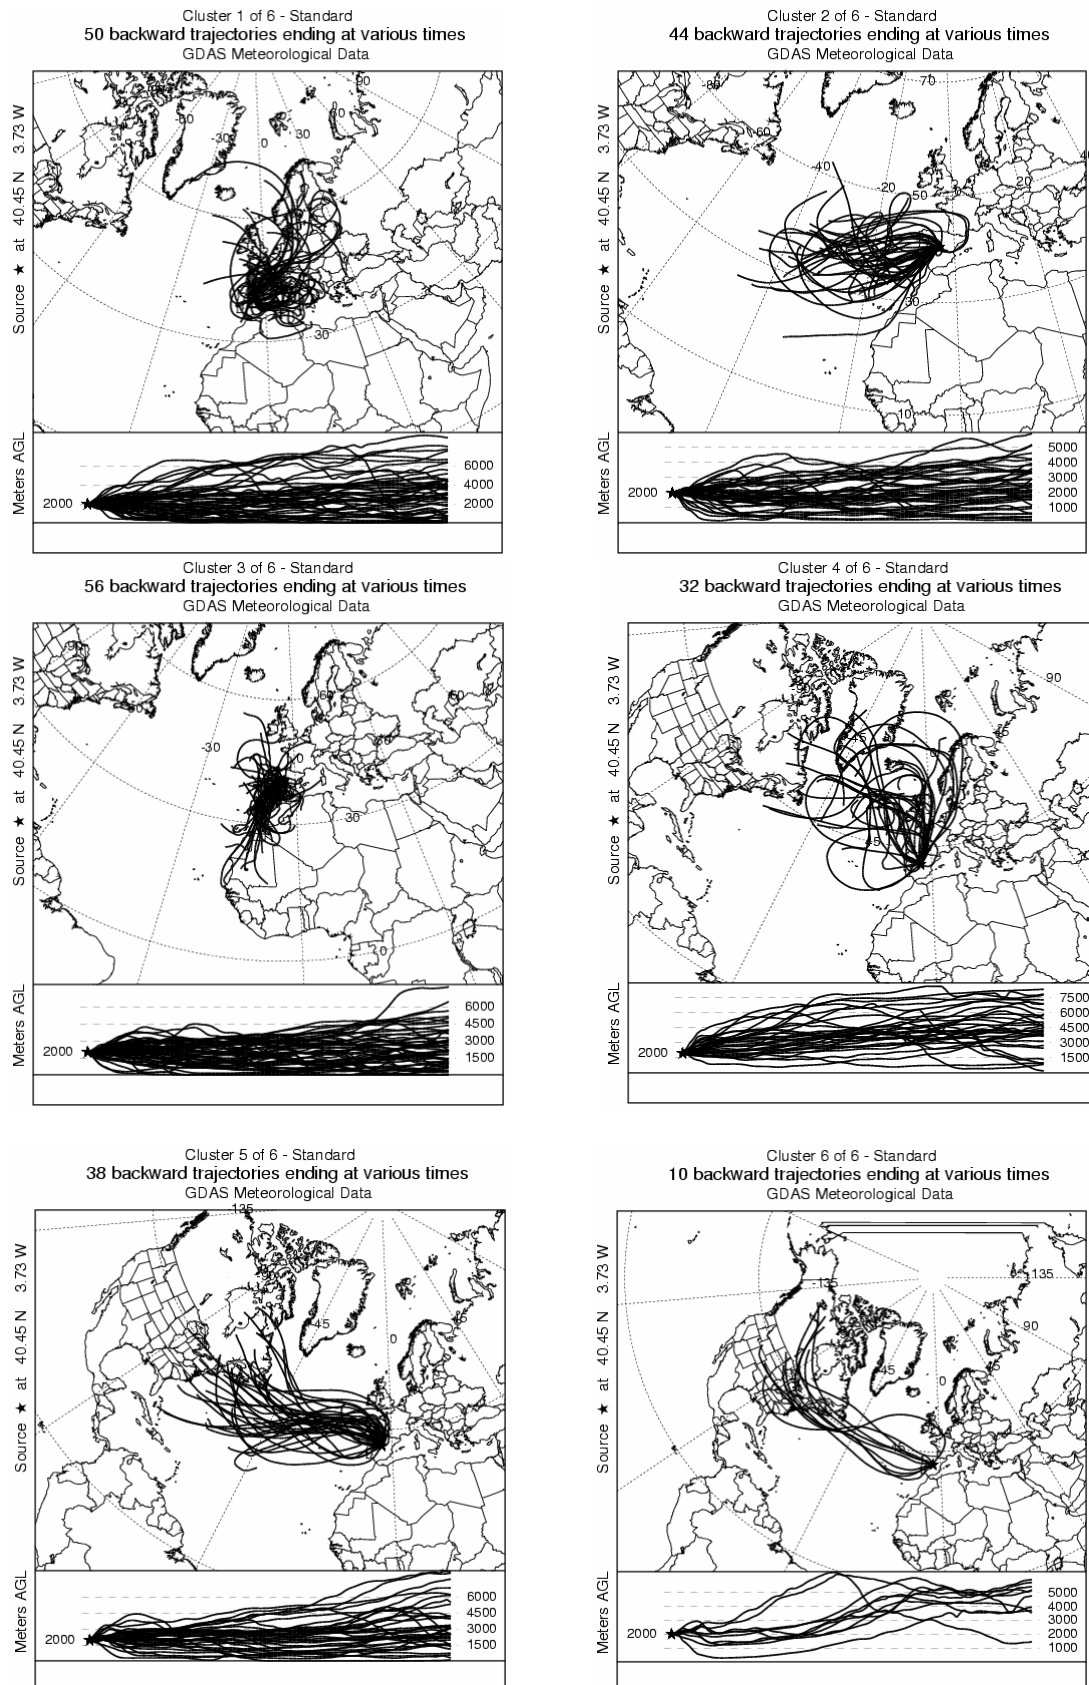 Cluster 1 of 6 - Standard
50 backward trajectories ending at various times
GDAS Meteorological Data
Source ★ at 40.45 N 3.73 W
90
60
-60
-30
30
0
30
Meters AGL
6000
4000
2000
2000
Cluster 2 of 6 - Standard
44 backward trajectories ending at various times
GDAS Meteorological Data
Source ★ at 40.45 N 3.73 W
-80
70
-60
40
-40
-20
50
20
30
10
Meters AGL
5000
4000
3000
2000
1000
2000
Cluster 3 of 6 - Standard
56 backward trajectories ending at various times
GDAS Meteorological Data
Source ★ at 40.45 N 3.73 W
60
60
-30
0
30
0
Meters AGL
6000
4500
3000
1500
2000
Cluster 4 of 6 - Standard
32 backward trajectories ending at various times
GDAS Meteorological Data
Source ★ at 40.45 N 3.73 W
90
-45
45
45
Meters AGL
7500
6000
4500
3000
1500
2000
Cluster 5 of 6 - Standard
38 backward trajectories ending at various times
GDAS Meteorological Data
Source ★ at 40.45 N 3.73 W
135
-90
-45
0
45
Meters AGL
6000
4500
3000
1500
2000
Cluster 6 of 6 - Standard
10 backward trajectories ending at various times
GDAS Meteorological Data
Source ★ at 40.45 N 3.73 W
-135
135
90
-45
0
Meters AGL
5000
4000
3000
2000
1000
2000